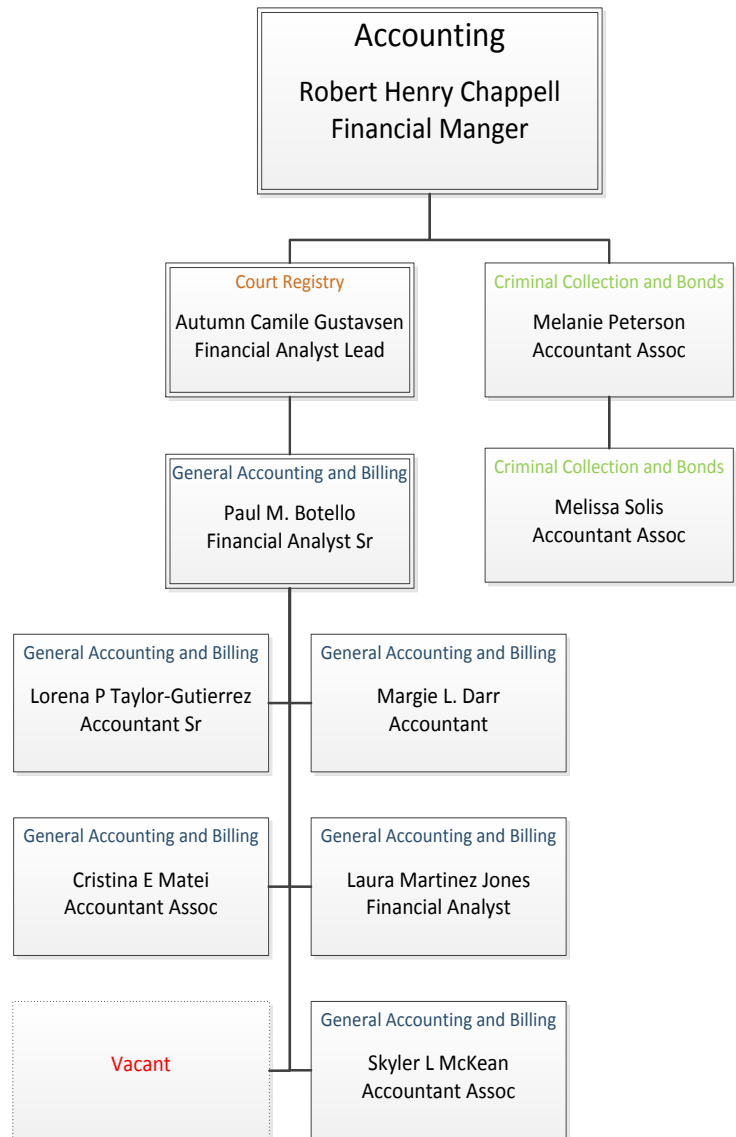 Accounting
Robert Henry Chappell
Financial Manger
Court Registry
Autumn Camile Gustavsen
Financial Analyst Lead
Criminal Collection and Bonds
Melanie Peterson
Accountant Assoc
General Accounting and Billing
Paul M. Botello
Financial Analyst Sr
Criminal Collection and Bonds
Melissa Solis
Accountant Assoc
General Accounting and Billing
Lorena P Taylor-Gutierrez
Accountant Sr
General Accounting and Billing
Margie L. Darr
Accountant
General Accounting and Billing
Cristina E Matei
Accountant Assoc
General Accounting and Billing
Laura Martinez Jones
Financial Analyst
Vacant
General Accounting and Billing
Skyler L McKean
Accountant Assoc